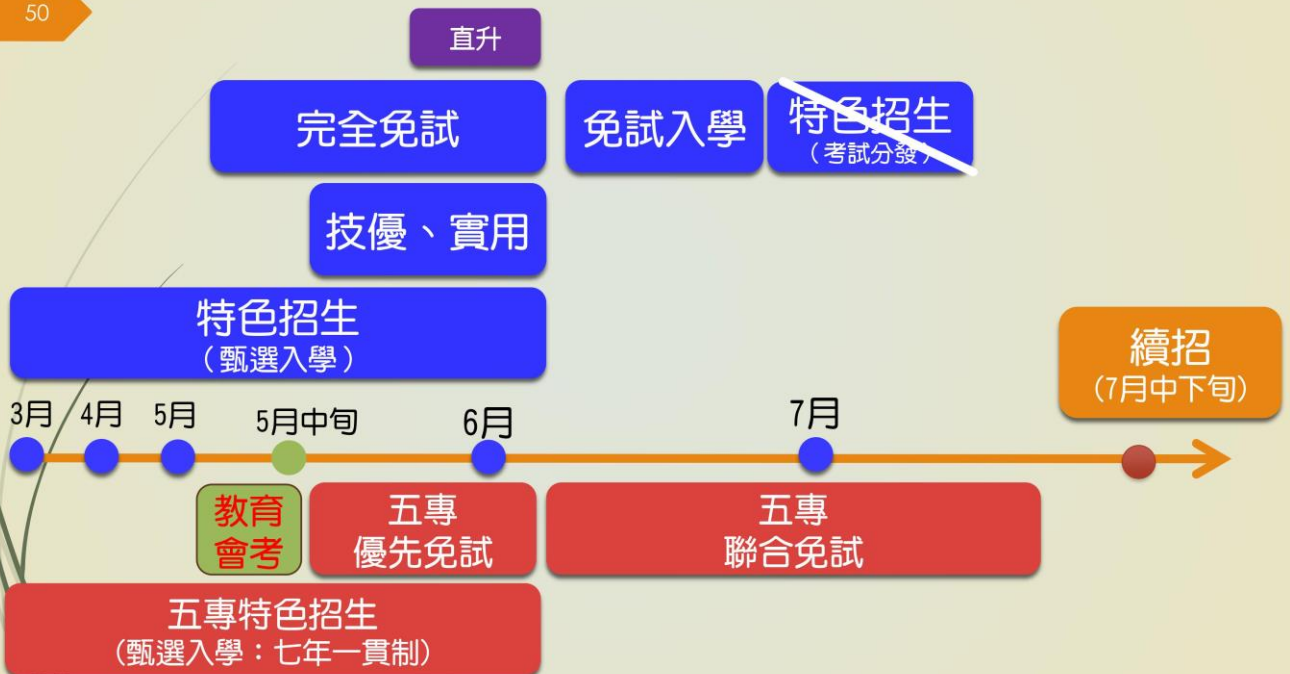 50
直升
完全免試
免試入學
特色招生
（考試分發）
技優、實用
特色招生
（甄選入學）
續招
(7月中下旬)
3月
4月
5月
5月中旬
6月
7月
教育
會考
五專
優先免試
五專
聯合免試
五專特色招生
(甄選入學：七年一貫制)